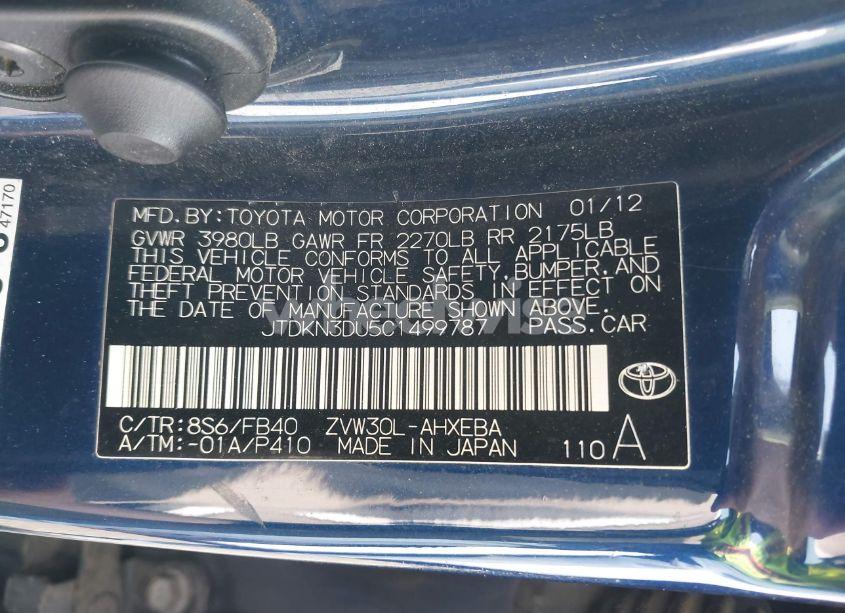 MFD.BY:TOYOTA MOTOR CORPORATION 01/12
GVWR 3980LB GAWR FR 2270LB RR 2175LB
THIS VEHICLE CONFORMS TO ALL APPLICABLE
FEDERAL MOTOR VEHICLE SAFETY,BUMPER,AND
THEFT PREVENTION STANDARDS IN EFFECT ON
THE DATE OF MANUFACTURE SHOWN ABOVE.
JTDKN3DU5C1499787 PASS.CAR
C/TR:8S6/FB40 ZVW30L-AHXEBA
A/TM:-01A/P410 MADE IN JAPAN 110A
47170